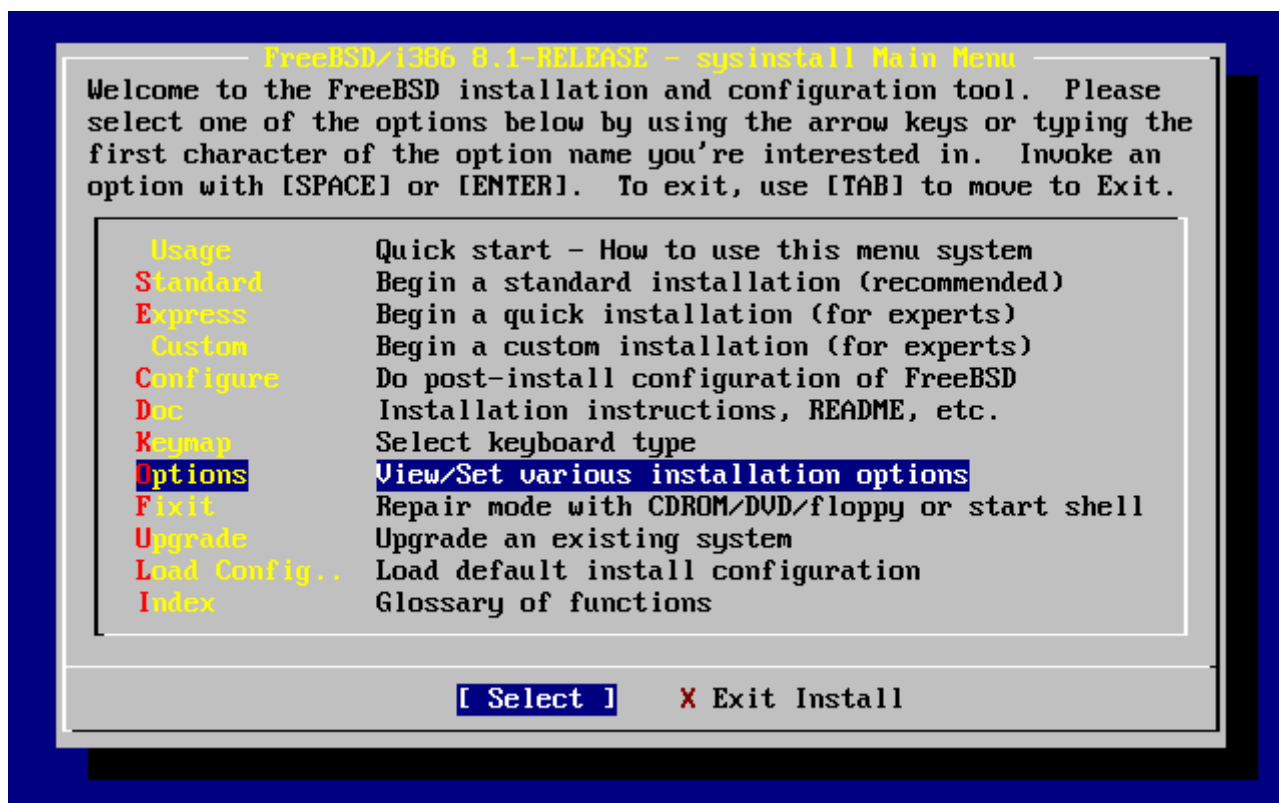 FreeBSD/i386 8.1-RELEASE - sysinstall Main Menu
Welcome to the FreeBSD installation and configuration tool.  Please
select one of the options below by using the arrow keys or typing the
first character of the option name you're interested in.  Invoke an
option with [SPACE] or [ENTER].  To exit, use [TAB] to move to Exit.
Usage Quick start - How to use this menu system
Standard Begin a standard installation (recommended)
Express Begin a quick installation (for experts)
Custom Begin a custom installation (for experts)
Configure Do post-install configuration of FreeBSD
Doc Installation instructions, README, etc.
Keymap Select keyboard type
Options View/Set various installation options
Fixit Repair mode with CDROM/DVD/floppy or start shell
Upgrade Upgrade an existing system
Load Config.. Load default install configuration
Index Glossary of functions
[ Select ] X Exit Install